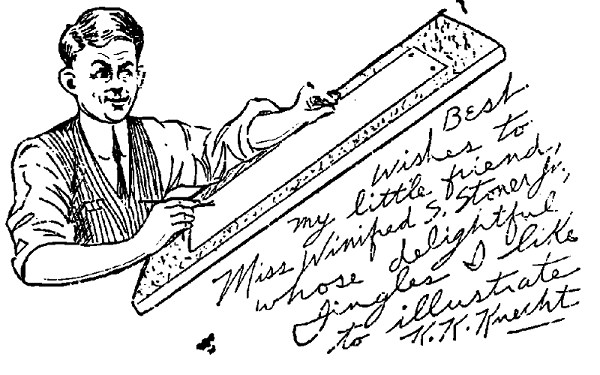 Best
wishes to
my little friend,
Miss Winifred S. Stoner Jr.,
whose delightful
Jingles I like
to illustrate
K.K. Knecht